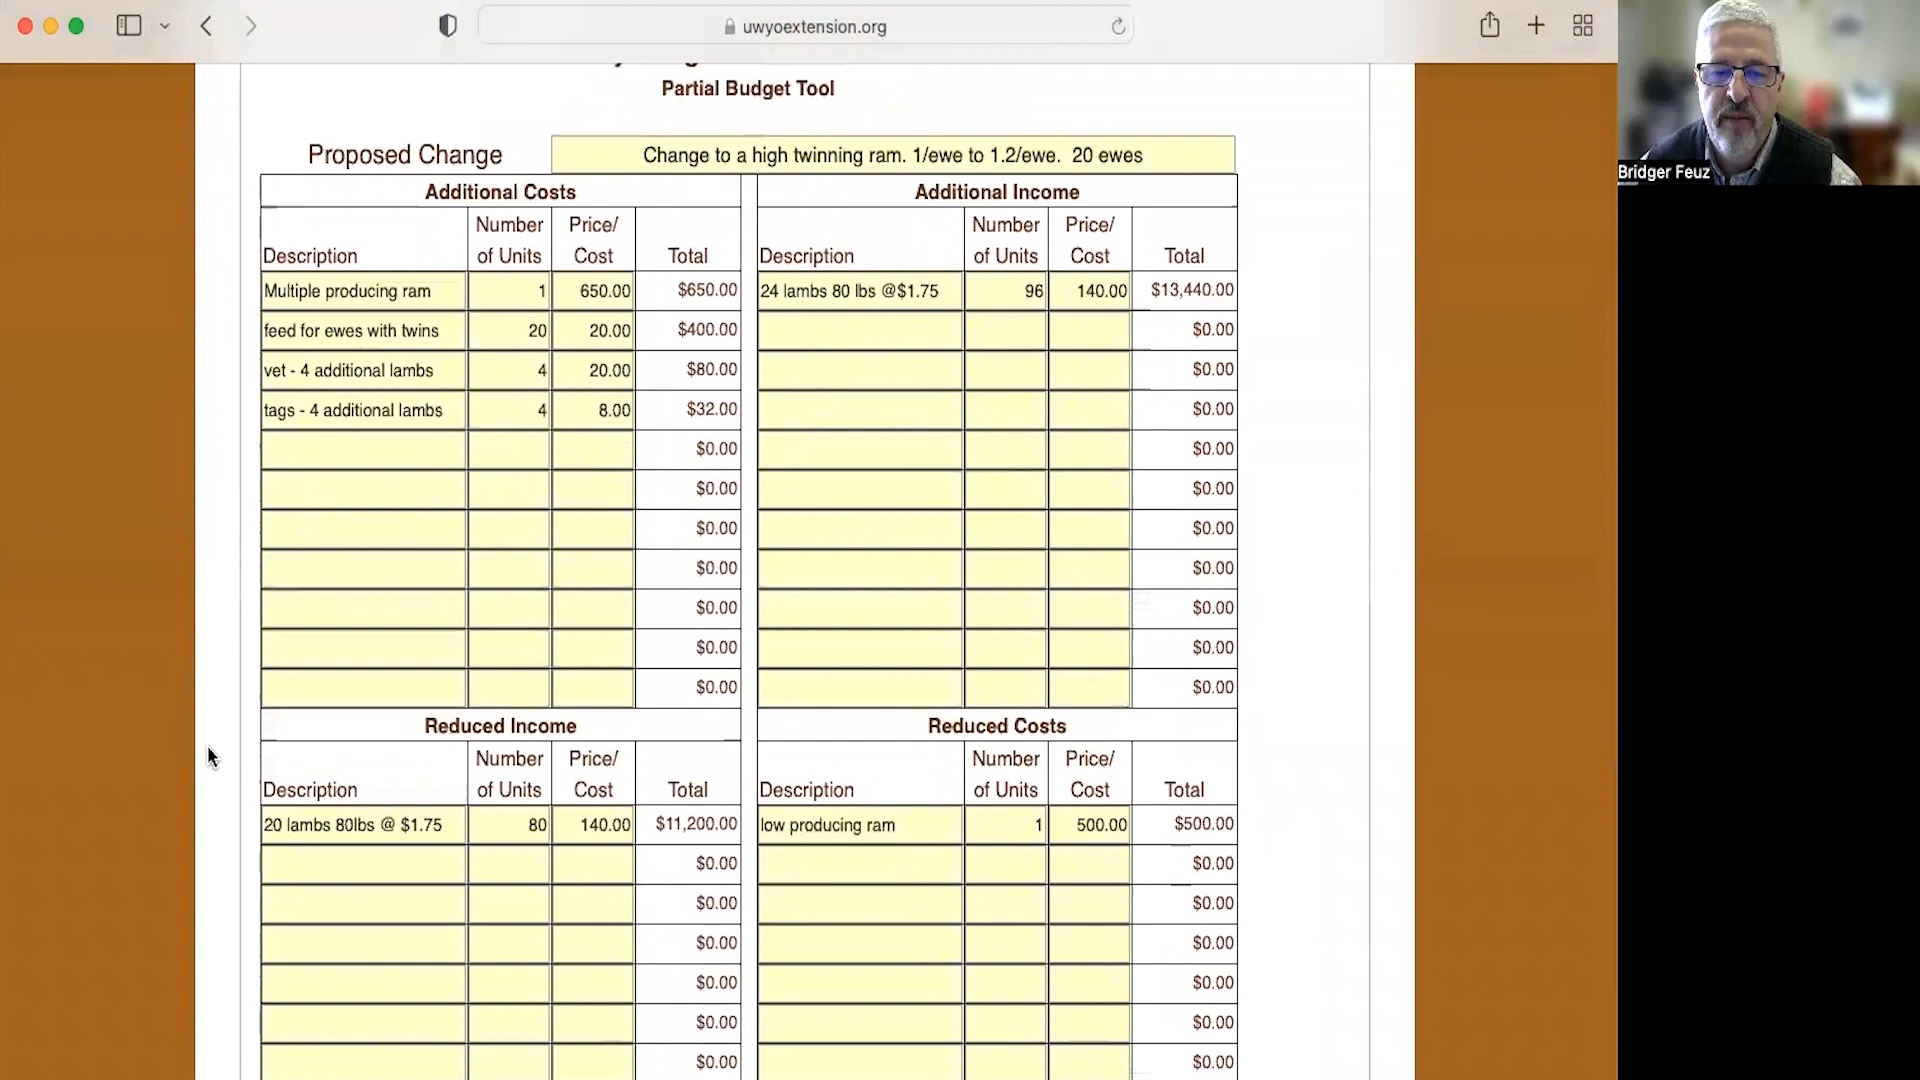 uwyoextension.org
Bridger Feuz
Partial Budget Tool
Proposed Change
Change to a high twinning ram. 1/ewe to 1.2/ewe. 20 ewes
Additional Costs
Description Number of Units Price/ Cost Total
Multiple producing ram 1 650.00 $650.00
feed for ewes with twins 20 20.00 $400.00
vet - 4 additional lambs 4 20.00 $80.00
tags - 4 additional lambs 4 8.00 $32.00
$0.00
$0.00
$0.00
$0.00
$0.00
$0.00
$0.00
Additional Income
Description Number of Units Price/ Cost Total
24 lambs 80 lbs @$1.75 96 140.00 $13,440.00
$0.00
$0.00
$0.00
$0.00
$0.00
$0.00
$0.00
$0.00
$0.00
$0.00
Reduced Income
Description Number of Units Price/ Cost Total
20 lambs 80lbs @ $1.75 80 140.00 $11,200.00
$0.00
$0.00
$0.00
$0.00
$0.00
$0.00
Reduced Costs
Description Number of Units Price/ Cost Total
low producing ram 1 500.00 $500.00
$0.00
$0.00
$0.00
$0.00
$0.00
$0.00